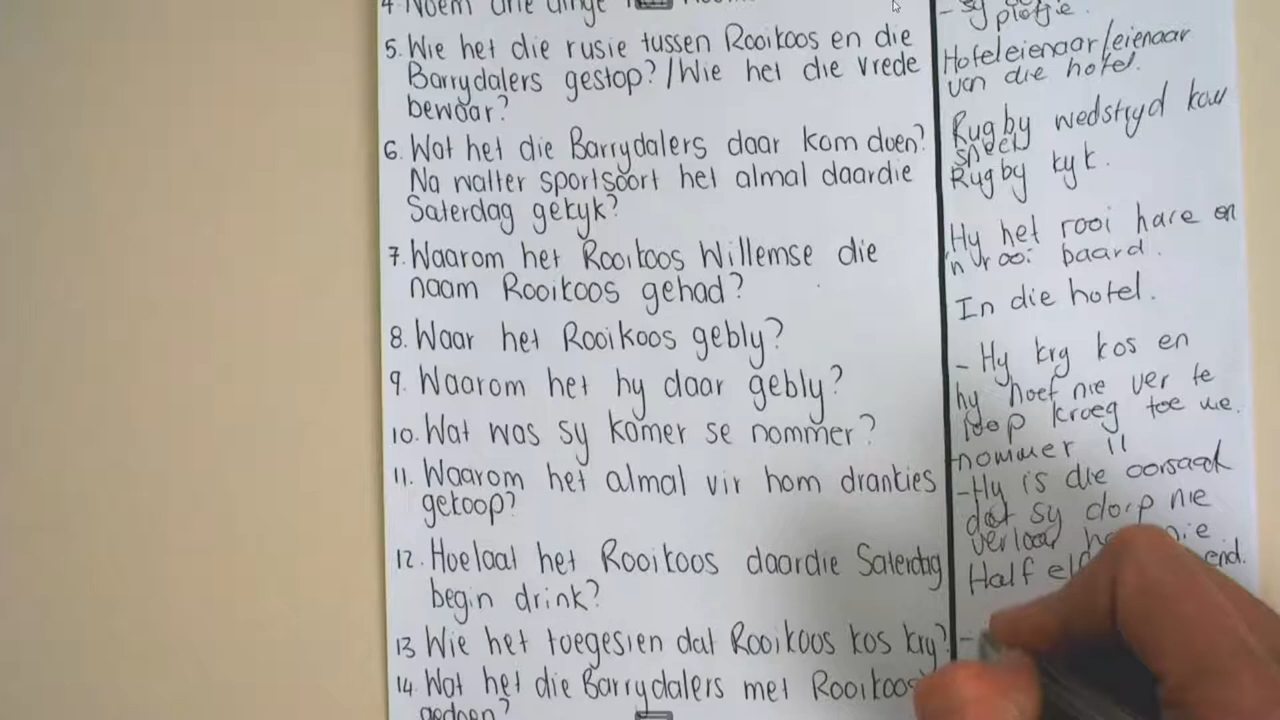 4. Noem drie dinge
5. Wie het die rusie tussen Rooikoos en die
Barrydalers gestop? / Wie het die vrede
bewaar?
6. Wat het die Barrydalers daar kom doen?
Na watter sportsoort het almal daardie
Saterdag gekyk?
7. Waarom het Rooikoos Willemse die
naam Rooikoos gehad?
8. Waar het Rooikoos gebly?
9. Waarom het hy daar gebly?
10. Wat was sy kamer se nommer?
11. Waarom het almal vir hom drankies
gekoop?
12. Hoelaat het Rooikoos daardie Saterdag
begin drink?
13 Wie het toegesien dat Rooikoos kos kry?
14. Wat het die Barrydalers met Rooikoos
gedoen?
- sy
plotjie.
Hoteleienaar/eienaar
van die hotel.
Rugby wedstryd kom
speel
Rugby kyk.
Hy het rooi hare en
'n rooi baard.
In die hotel.
- Hy kry kos en
hy hoef nie ver te
loop kroeg toe nie.
nommer 11
- Hy is die oorsaak
dat sy dorp nie
verloor nie.
Half
-